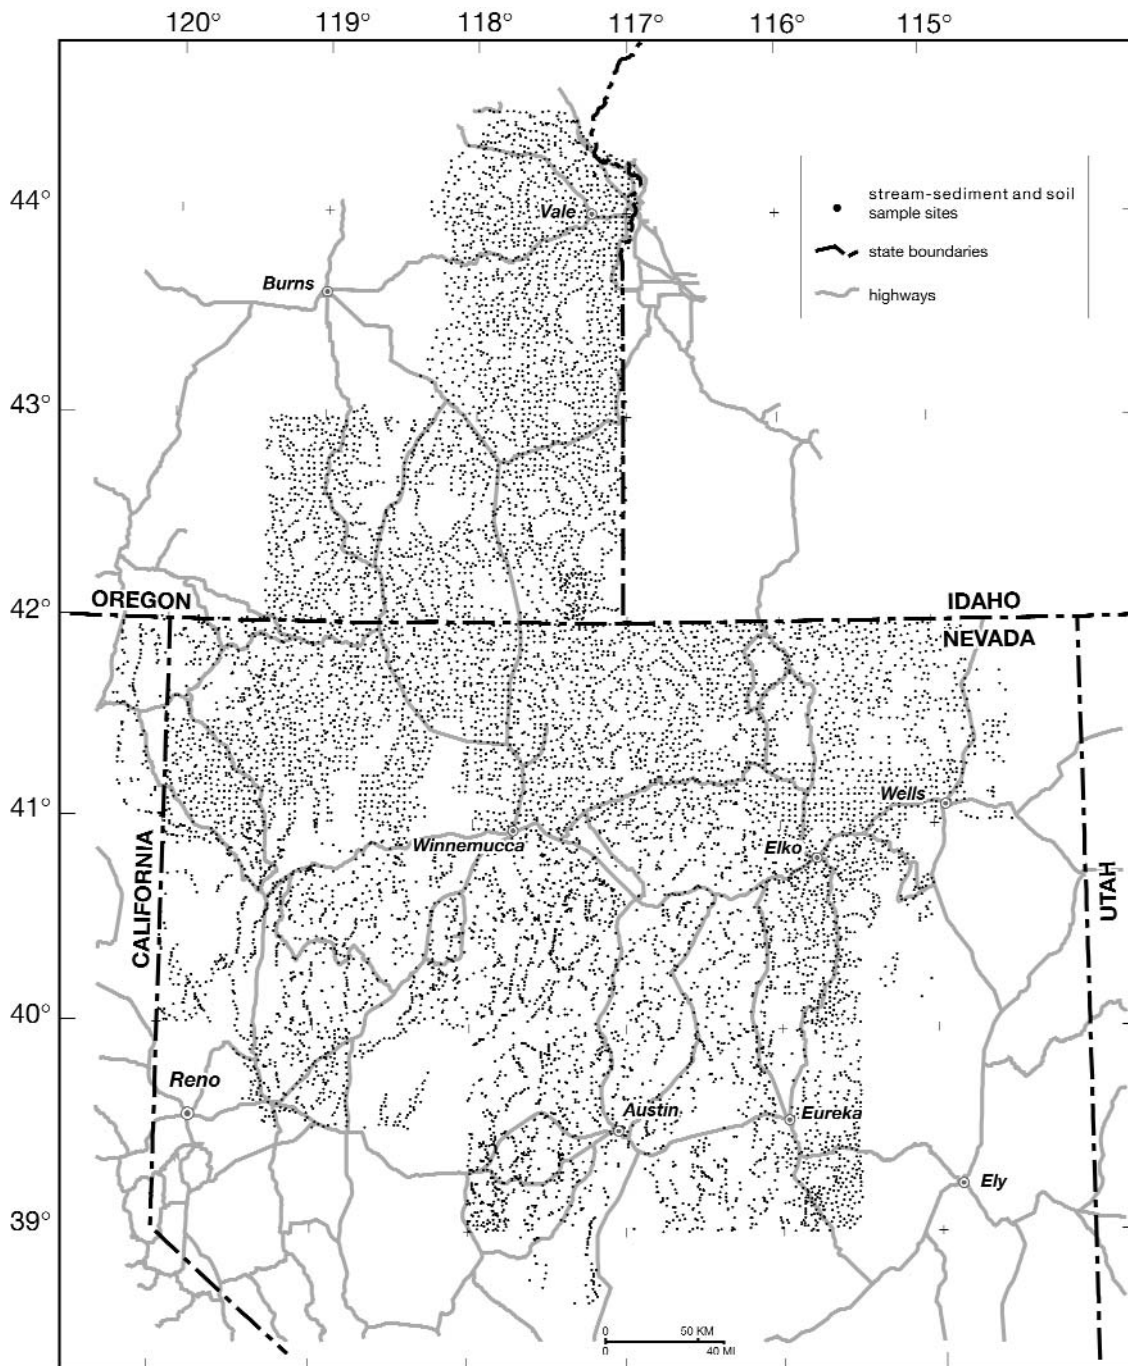 120° 119° 118° 117° 116° 115°
44°
stream-sediment and soil
sample sites
Vale
state boundaries
Burns
highways
43°
42°
OREGON
IDAHO
NEVADA
41°
Wells
Winnemucca
Elko
CALIFORNIA
UTAH
40°
Reno
Austin
Eureka
Ely
39°
0 50 KM
0 40 MI